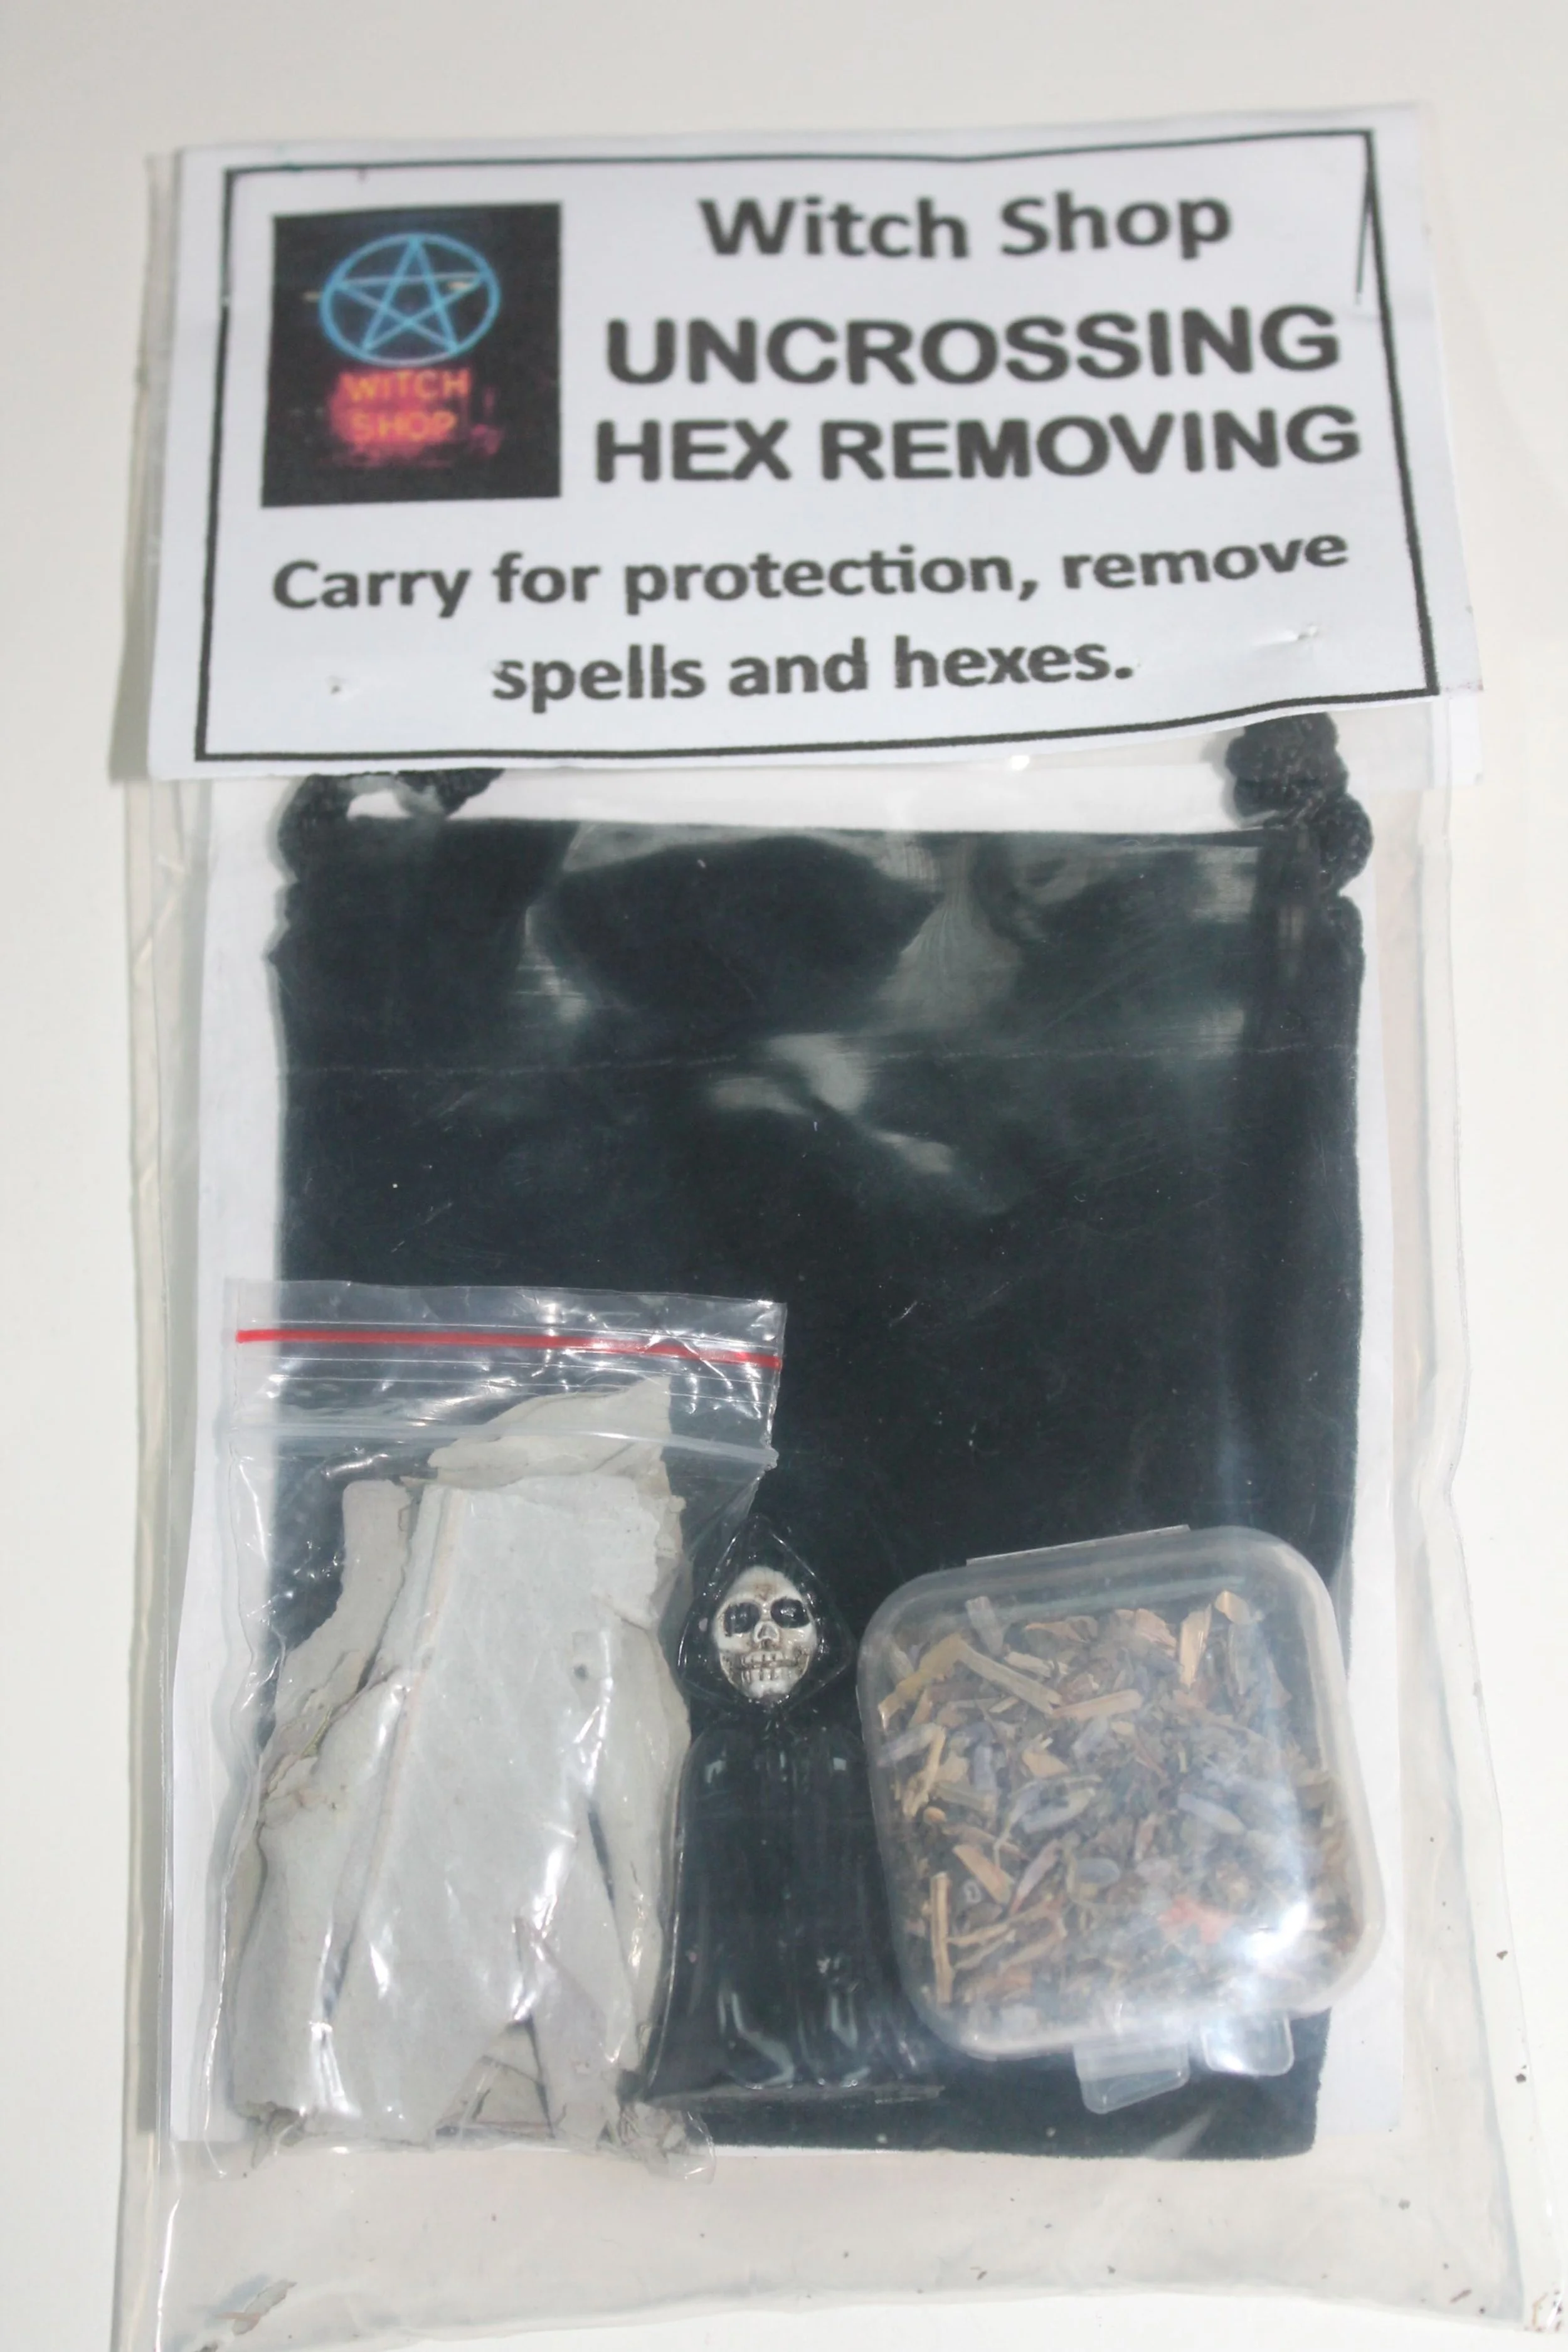 WITCH
SHOP
Witch Shop
UNCROSSING
HEX REMOVING
Carry for protection, remove
spells and hexes.